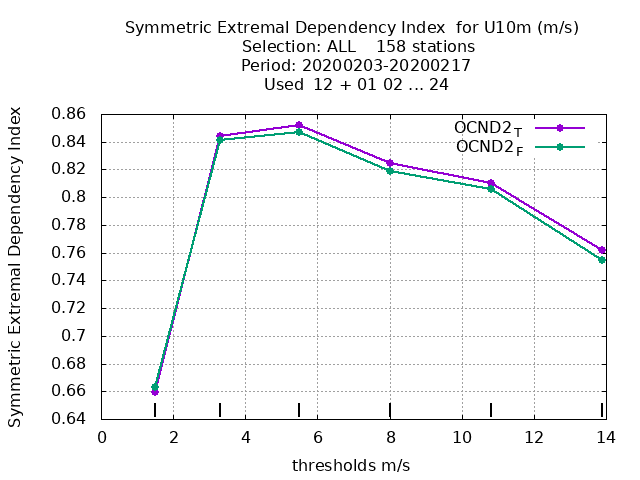 Symmetric Extremal Dependency Index  for U10m (m/s)
Selection: ALL    158 stations
Period: 20200203-20200217
Used  12 + 01 02 ... 24
Symmetric Extremal Dependency Index
0.86
0.84
0.82
0.8
0.78
0.76
0.74
0.72
0.7
0.68
0.66
0.64
OCND2T
OCND2F
0 2 4 6 8 10 12 14
thresholds m/s